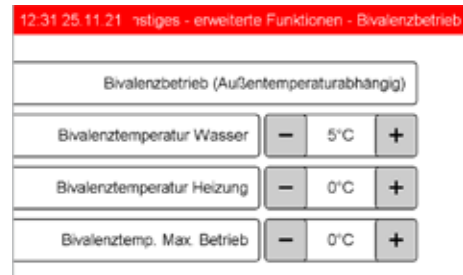 12:31 25.11.21 nstiges - erweiterte Funktionen - Bivalenzbetrieb
Bivalenzbetrieb (Außentemperaturabhängig)
Bivalenztemperatur Wasser − 5°C +
Bivalenztemperatur Heizung − 0°C +
Bivalenztemp. Max. Betrieb − 0°C +